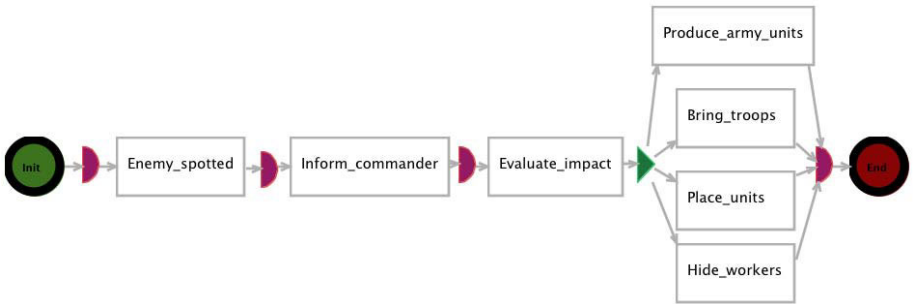 Init
Enemy_spotted
Inform_commander
Evaluate_impact
Produce_army_units
Bring_troops
Place_units
Hide_workers
End